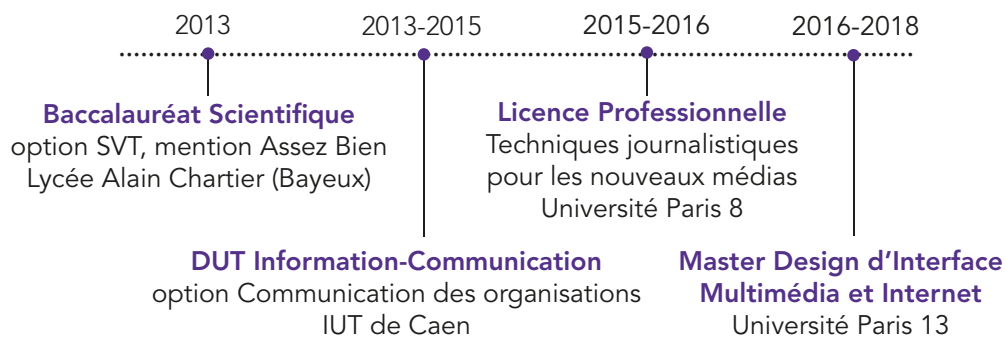 2013
2013-2015
2015-2016
2016-2018
Baccalauréat Scientifique
option SVT, mention Assez Bien
Lycée Alain Chartier (Bayeux)
DUT Information-Communication
option Communication des organisations
IUT de Caen
Licence Professionnelle
Techniques journalistiques
pour les nouveaux médias
Université Paris 8
Master Design d’Interface
Multimédia et Internet
Université Paris 13